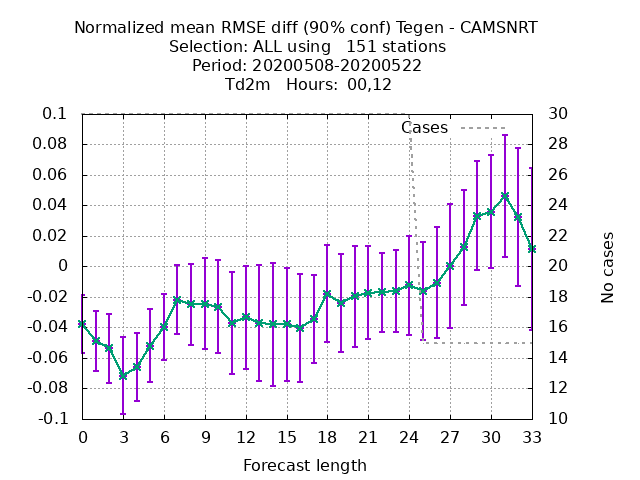 Normalized mean RMSE diff (90% conf) Tegen - CAMSNRT
Selection: ALL using   151 stations
Period: 20200508-20200522
Td2m   Hours:  00,12
0.1
0.08
0.06
0.04
0.02
0
-0.02
-0.04
-0.06
-0.08
-0.1
Cases
30
28
26
24
22
20
18
16
14
12
10
No cases
0 3 6 9 12 15 18 21 24 27 30 33
Forecast length